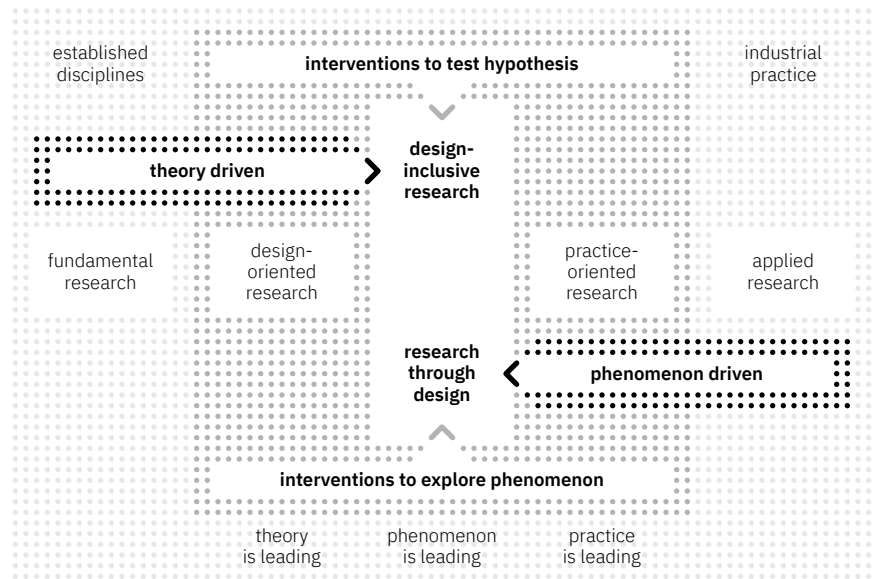 established
disciplines
interventions to test hypothesis
industrial
practice
theory driven
design-
inclusive
research
fundamental
research
design-
oriented
research
practice-
oriented
research
applied
research
research
through
design
phenomenon driven
interventions to explore phenomenon
theory
is leading
phenomenon
is leading
practice
is leading